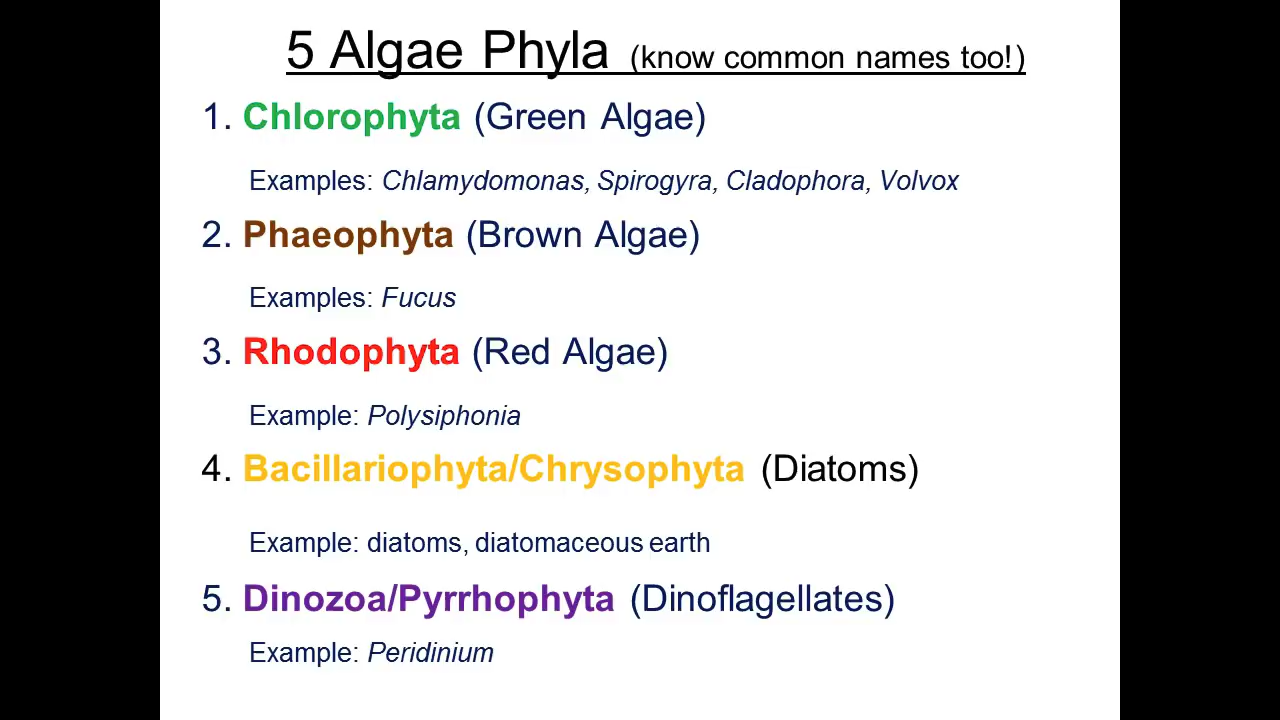 5 Algae Phyla (know common names too!)
1. Chlorophyta (Green Algae)
Examples: Chlamydomonas, Spirogyra, Cladophora, Volvox
2. Phaeophyta (Brown Algae)
Examples: Fucus
3. Rhodophyta (Red Algae)
Example: Polysiphonia
4. Bacillariophyta/Chrysophyta (Diatoms)
Example: diatoms, diatomaceous earth
5. Dinozoa/Pyrrhophyta (Dinoflagellates)
Example: Peridinium